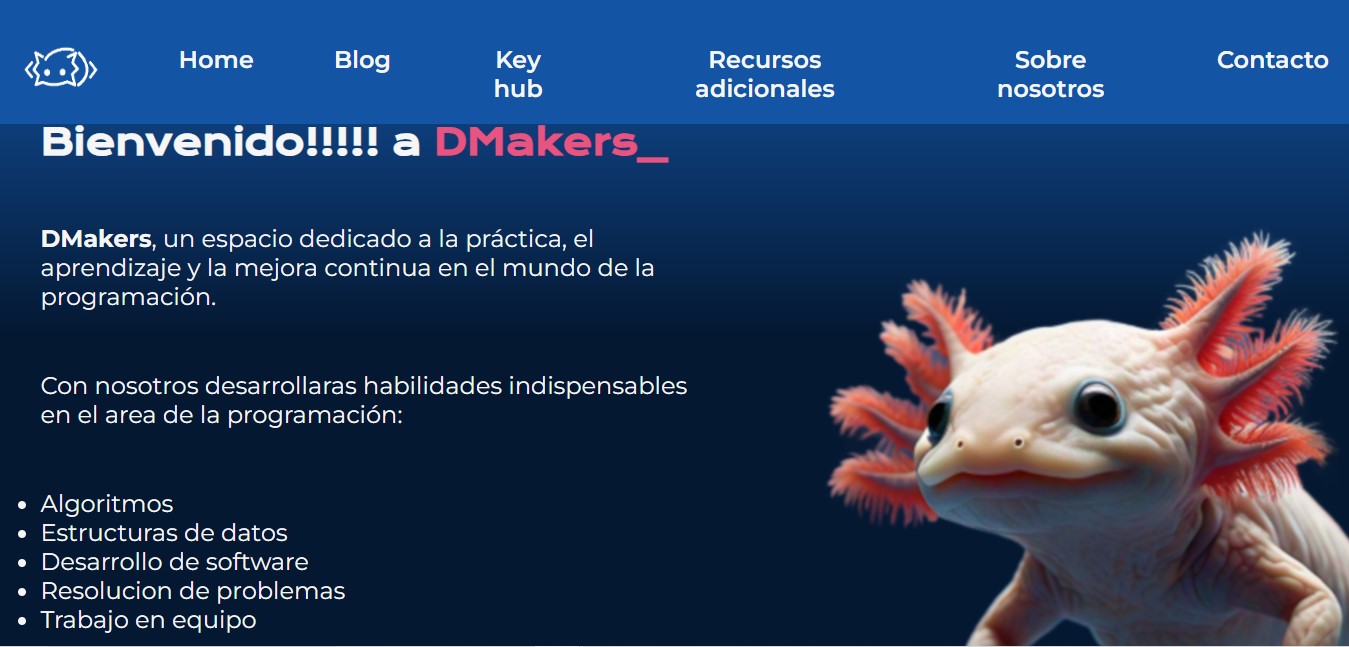 Home
Blog
Key
hub
Recursos
adicionales
Sobre
nosotros
Contacto
Bienvenido!!!!! a DMakers_
DMakers, un espacio dedicado a la práctica, el
aprendizaje y la mejora continua en el mundo de la
programación.
Con nosotros desarrollaras habilidades indispensables
en el area de la programación:
Algoritmos
Estructuras de datos
Desarrollo de software
Resolucion de problemas
Trabajo en equipo